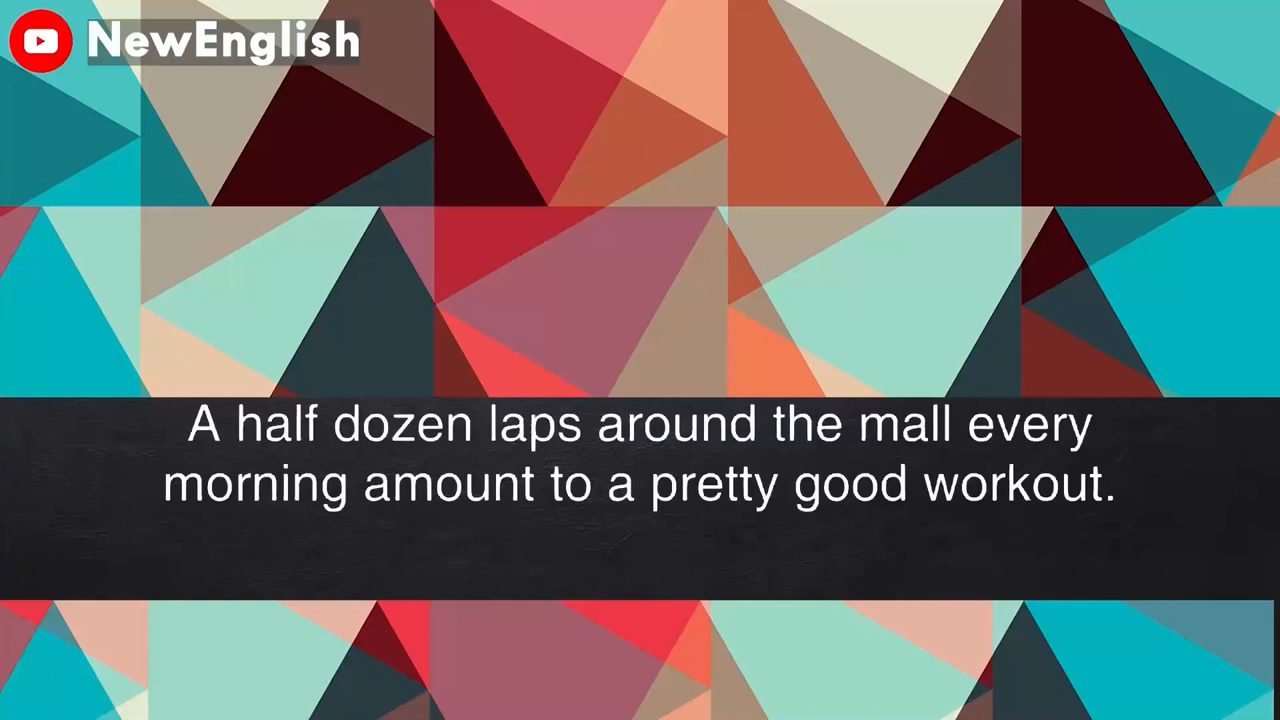 NewEnglish
A half dozen laps around the mall every
morning amount to a pretty good workout.